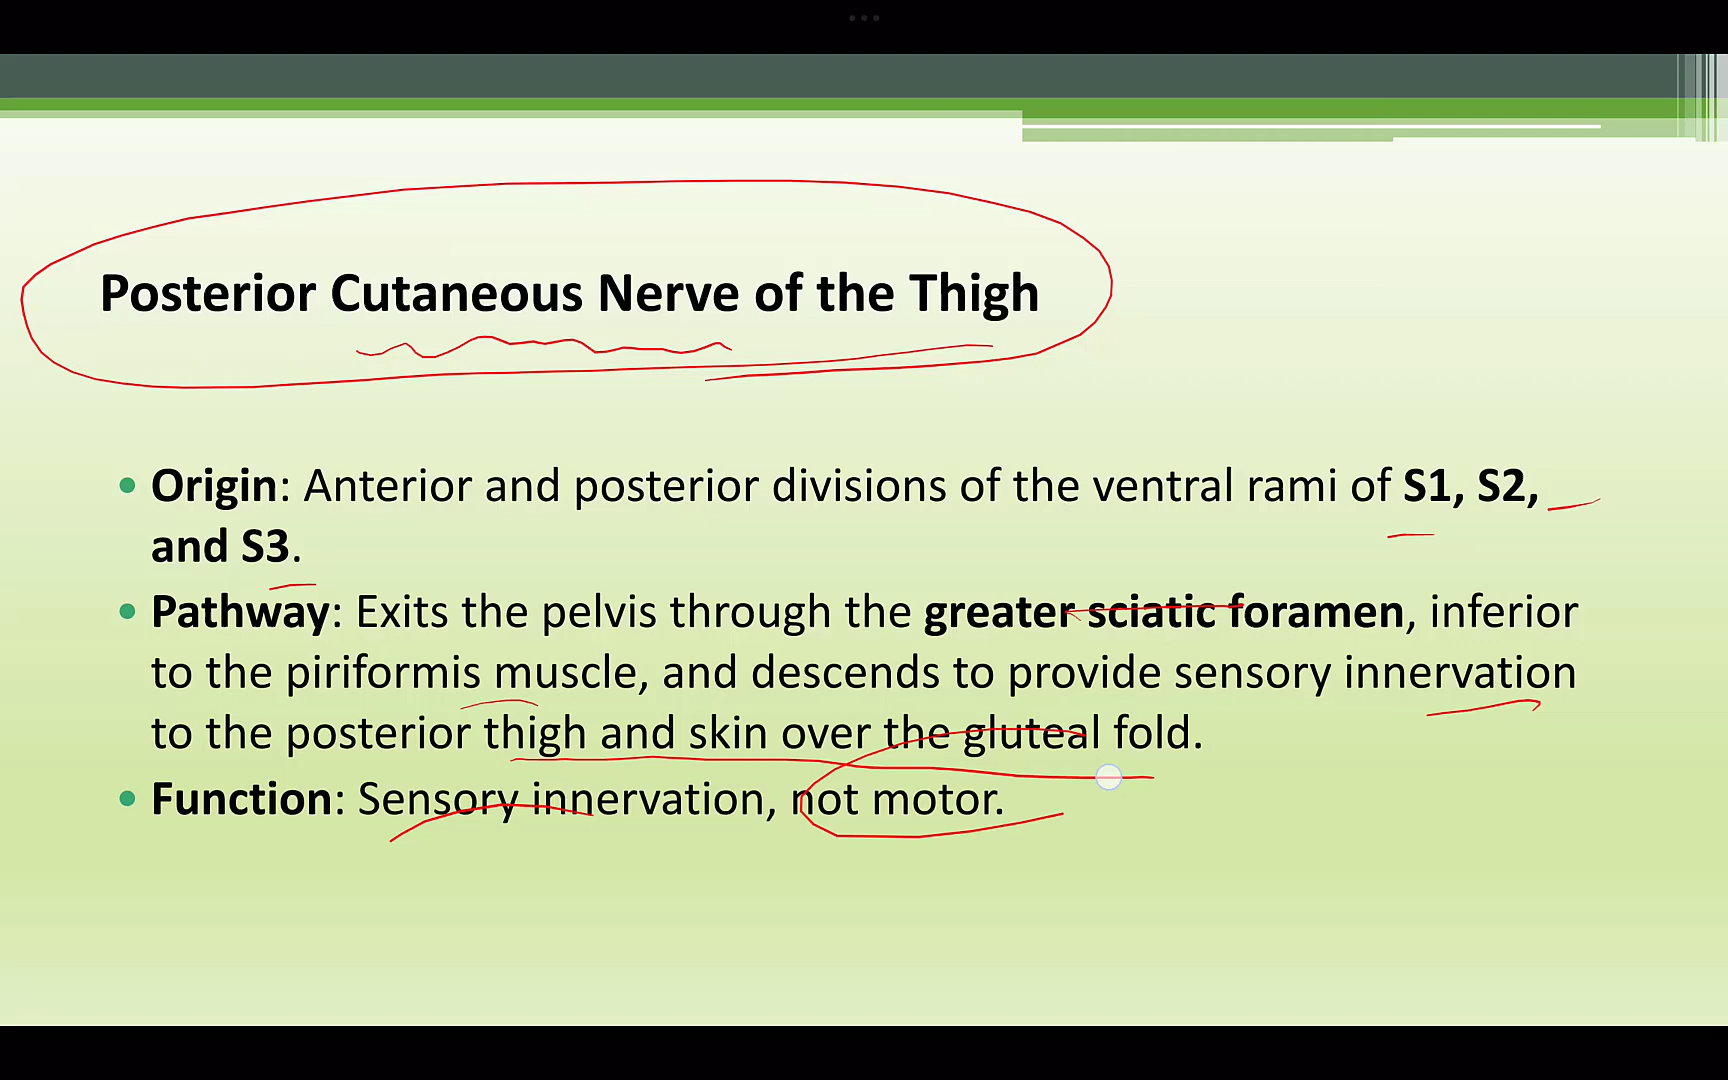 Posterior Cutaneous Nerve of the Thigh
• Origin: Anterior and posterior divisions of the ventral rami of S1, S2,
and S3.
• Pathway: Exits the pelvis through the greater sciatic foramen, inferior
to the piriformis muscle, and descends to provide sensory innervation
to the posterior thigh and skin over the gluteal fold.
• Function: Sensory innervation, not motor.